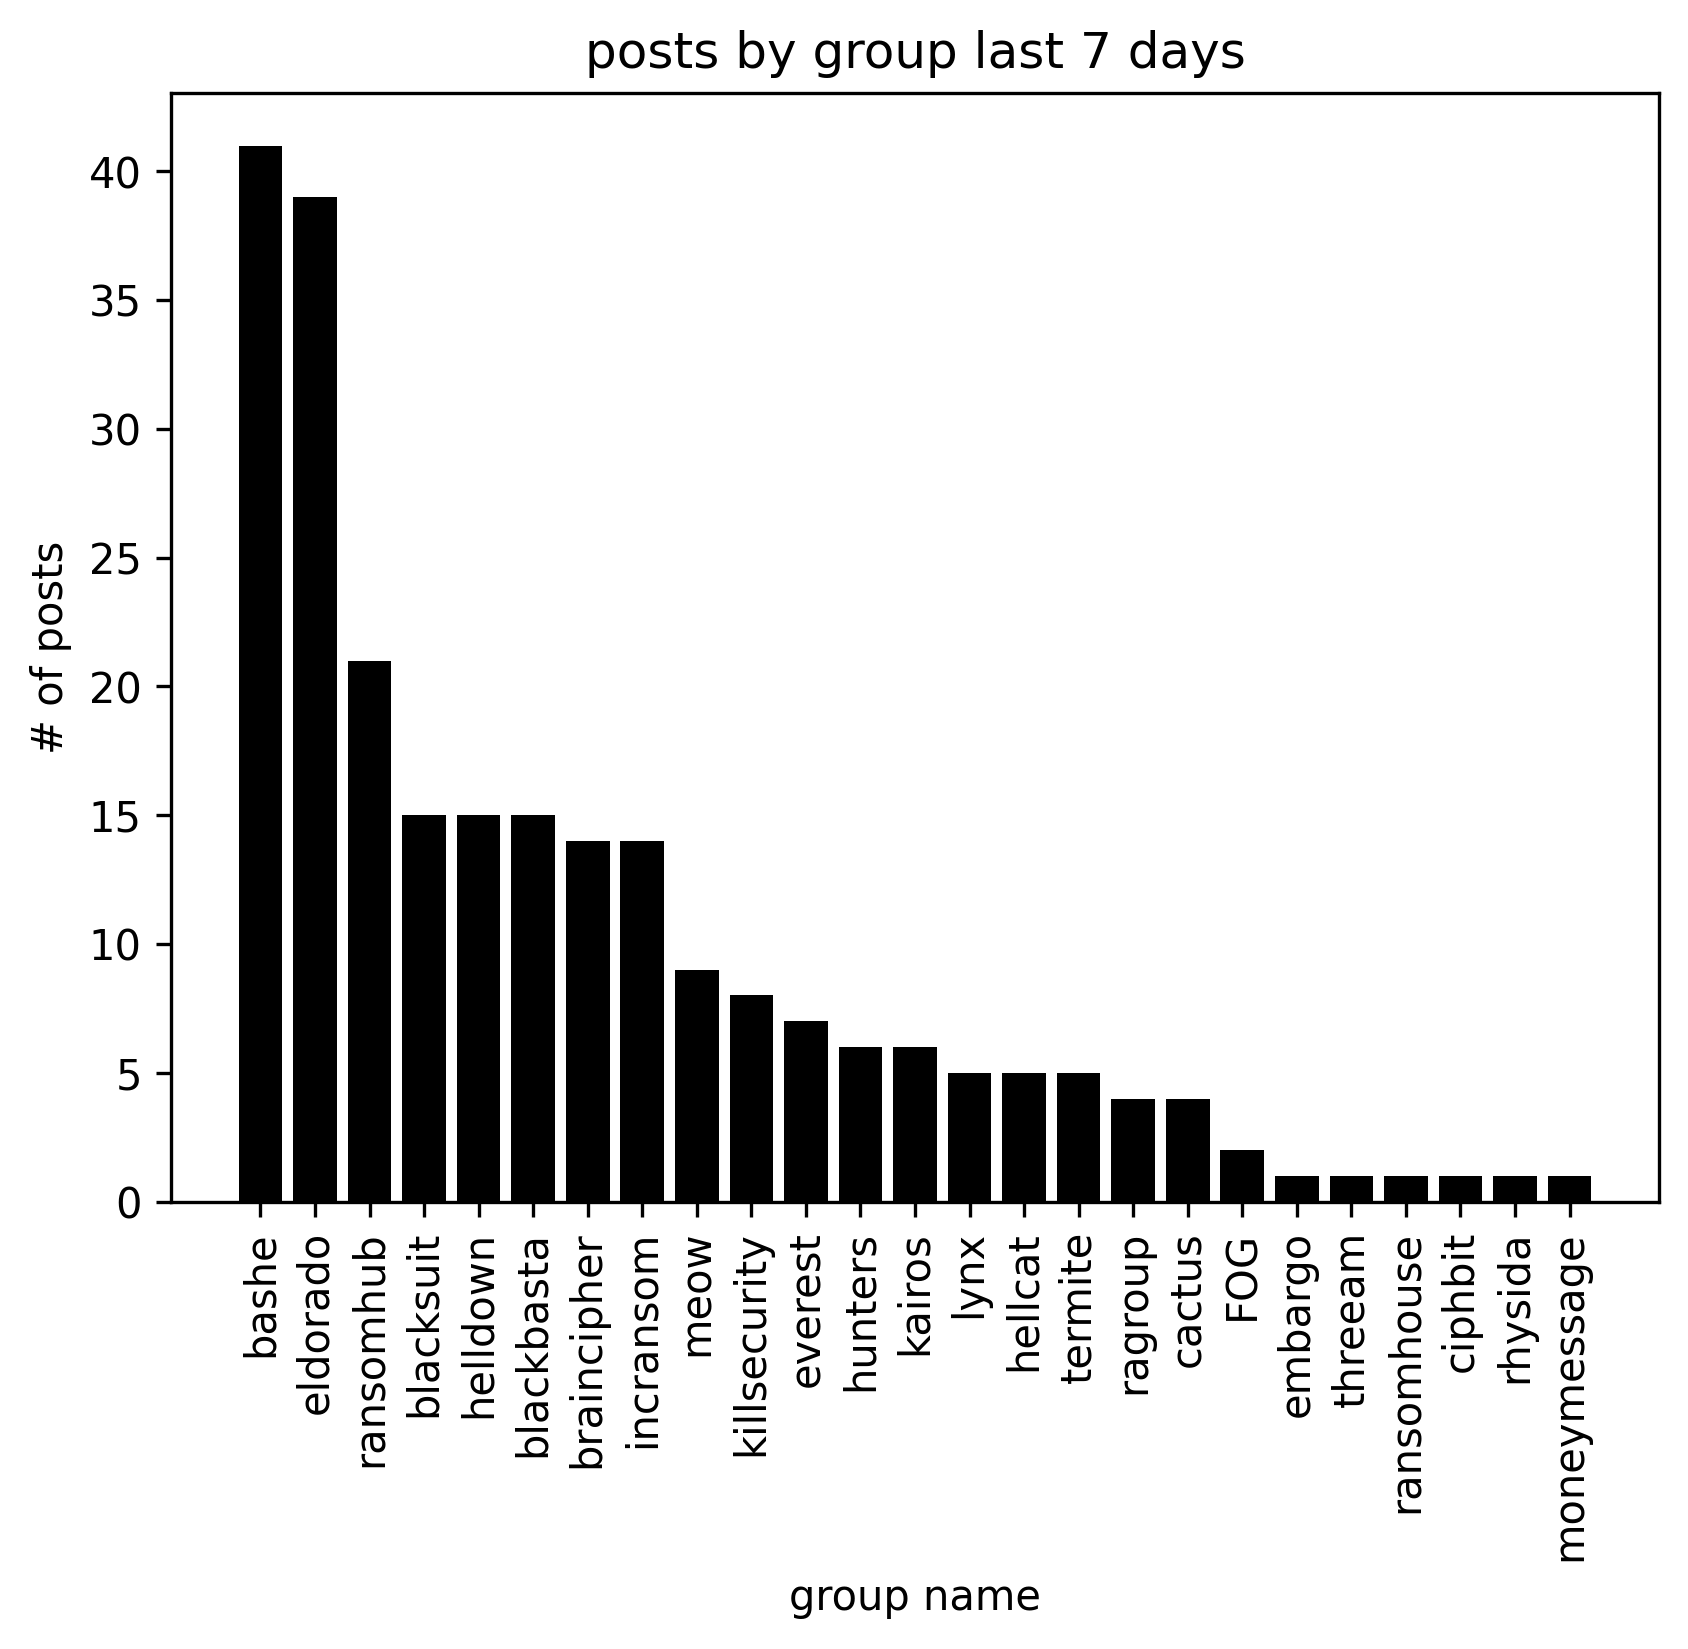 posts by group last 7 days
# of posts
40
35
30
25
20
15
10
5
0
bashe
eldorado
ransomhub
blacksuit
helldown
blackbasta
braincipher
incransom
meow
killsecurity
everest
hunters
kairos
lynx
hellcat
termite
ragroup
cactus
FOG
embargo
threeam
ransomhouse
ciphbit
rhysida
moneymessage
group name